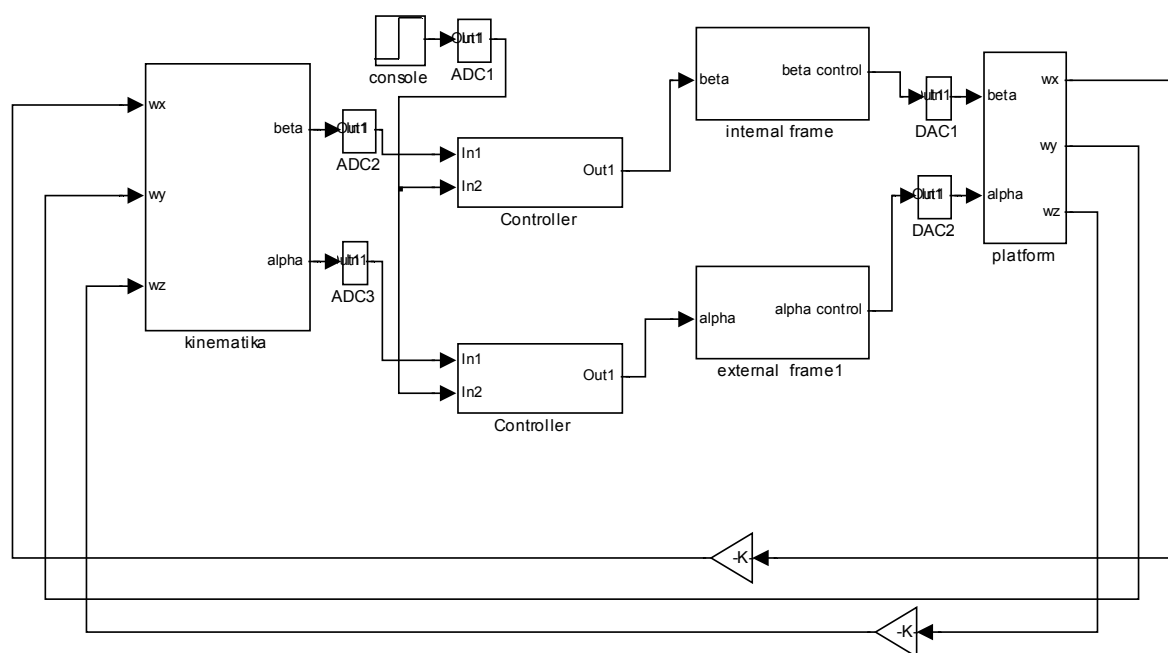 console
ADC1
wx
wy
wz
beta
alpha
kinematika
ADC2
ADC3
In1
In2
Out1
Controller
In1
In2
Out1
Controller
beta
beta control
internal frame
alpha
alpha control
external frame1
DAC1
DAC2
beta
alpha
wx
wy
wz
platform
-K-
-K-